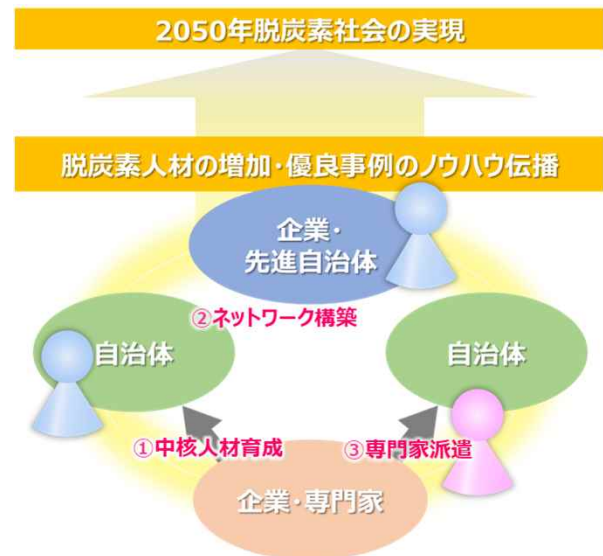 2050年脱炭素社会の実現
脱炭素人材の増加・優良事例のノウハウ伝播
企業・
先進自治体
②ネットワーク構築
自治体
自治体
①中核人材育成
③専門家派遣
企業・専門家